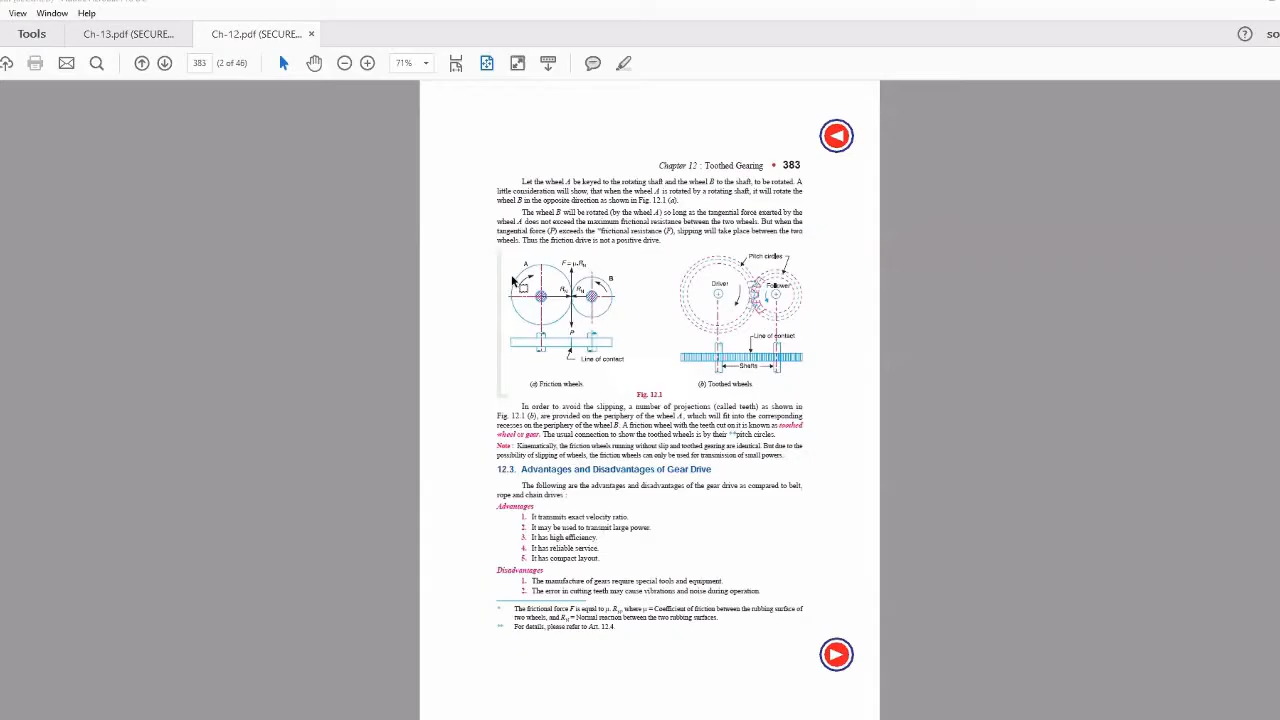 View Window Help
Tools Ch-13.pdf (SECURE... Ch-12.pdf (SECURE... ×
383 (2 of 46) 71%
Chapter 12 : Toothed Gearing • 383
Let the wheel A be keyed to the rotating shaft and the wheel B to the shaft, to be rotated. A
little consideration will show, that when the wheel A is rotated by a rotating shaft, it will rotate the
wheel B in the opposite direction as shown in Fig. 12.1 (a).
The wheel B will be rotated (by the wheel A) so long as the tangential force exerted by the
wheel A does not exceed the maximum frictional resistance between the two wheels. But when the
tangential force (P) exceeds the *frictional resistance (F), slipping will take place between the two
wheels. Thus the friction drive is not a positive drive.
A F = μ.RN B
RN RN
P
Line of contact
(a) Friction wheels.
Pitch circles
Driver Follower
Line of contact
Shafts
(b) Toothed wheels.
Fig. 12.1
In order to avoid the slipping, a number of projections (called teeth) as shown in
Fig. 12.1 (b), are provided on the periphery of the wheel A, which will fit into the corresponding
recesses on the periphery of the wheel B. A friction wheel with the teeth cut on it is known as toothed
wheel or gear. The usual connection to show the toothed wheels is by their **pitch circles.
Note : Kinematically, the friction wheels running without slip and toothed gearing are identical. But due to the
possibility of slipping of wheels, the friction wheels can only be used for transmission of small powers.
12.3. Advantages and Disadvantages of Gear Drive
The following are the advantages and disadvantages of the gear drive as compared to belt,
rope and chain drives :
Advantages
1. It transmits exact velocity ratio.
2. It may be used to transmit large power.
3. It has high efficiency.
4. It has reliable service.
5. It has compact layout.
Disadvantages
1. The manufacture of gears require special tools and equipment.
2. The error in cutting teeth may cause vibrations and noise during operation.
* The frictional force F is equal to μ. RN, where μ = Coefficient of friction between the rubbing surface of
two wheels, and RN = Normal reaction between the two rubbing surfaces.
** For details, please refer to Art. 12.4.